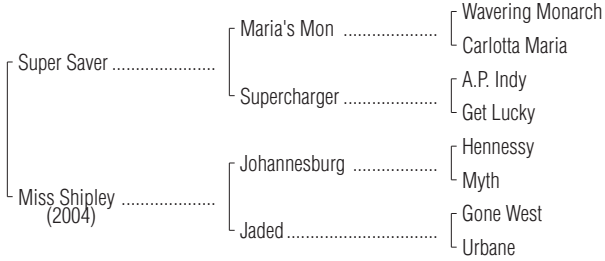 Wavering Monarch
Maria's Mon ....................
Carlotta Maria
Super Saver ......................
A.P. Indy
Supercharger ....................
Get Lucky
Hennessy
Johannesburg ..................
Myth
Miss Shipley ....................
(2004)
Gone West
Jaded ................................
Urbane